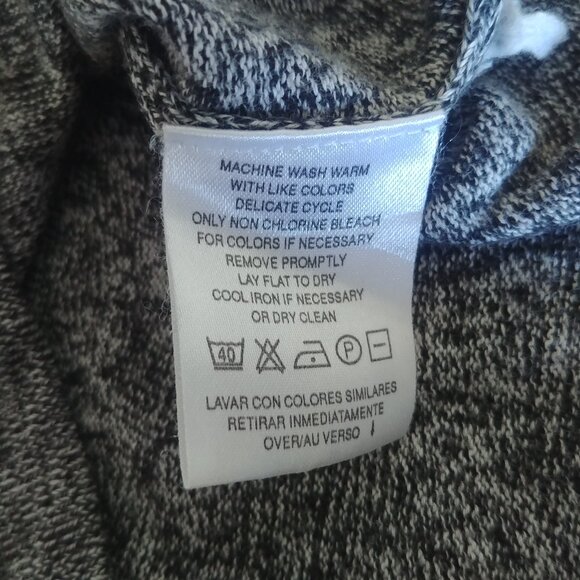 MACHINE WASH WARM
WITH LIKE COLORS
DELICATE CYCLE
ONLY NON CHLORINE BLEACH
FOR COLORS IF NECESSARY
REMOVE PROMPTLY
LAY FLAT TO DRY
COOL IRON IF NECESSARY
OR DRY CLEAN
40 P
LAVAR CON COLORES SIMILARES
RETIRAR INMEDIATAMENTE
OVER/AU VERSO